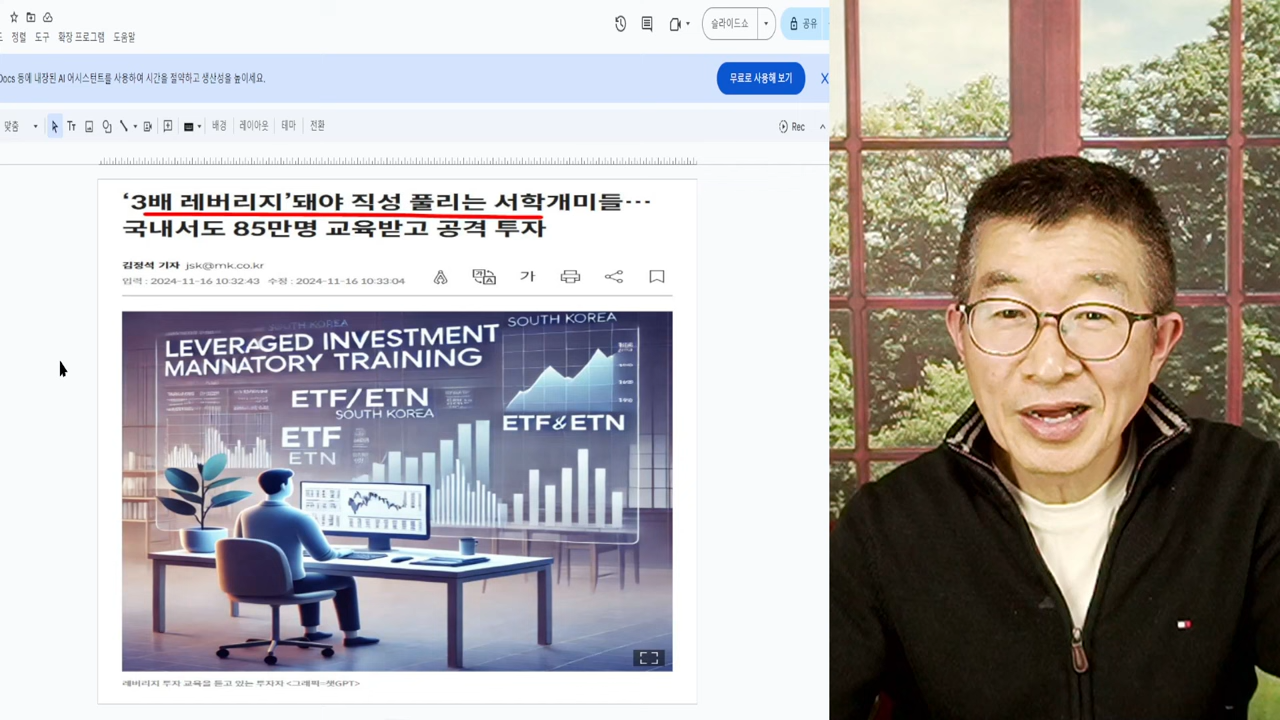 정렬 도구 확장 프로그램 도움말
슬라이드쇼
공유
Docs 등에 내장된 AI 어시스턴트를 사용하여 시간을 절약하고 생산성을 높이세요.
무료로 사용해 보기
X
맞춤
배경
레이아웃
테마
전환
Rec
‘3배 레버리지’돼야 직성 풀리는 서학개미들…
국내서도 85만명 교육받고 공격 투자
김정석 기자 jsk@mk.co.kr
입력 : 2024-11-16 10:32:43 수정 : 2024-11-16 10:33:04
가
SOUTH KOREA
SOUTH KOREA
LEVERAGED INVESTMENT
MANNATORY TRAINING
ETF/ETN
SOUTH KOREA
ETF
ETN
ETF & ETN
레버리지 투자 교육을 듣고 있는 투자자 <그래픽=챗GPT>